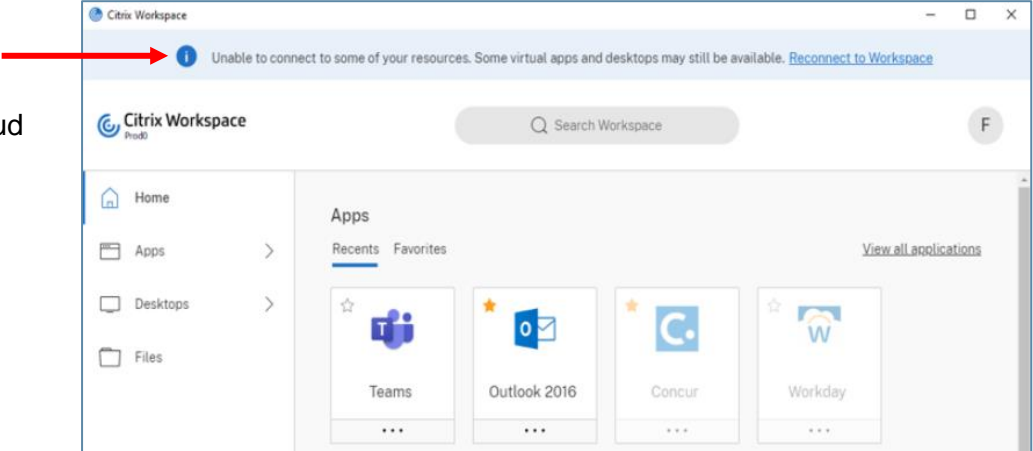 Citrix Workspace
Unable to connect to some of your resources. Some virtual apps and desktops may still be available. Reconnect to Workspace
ud
Citrix Workspace
Prod0
Search Workspace
F
Home
Apps
Desktops
Files
Apps
Recents Favorites
View all applications
Teams
Outlook 2016
Concur
Workday